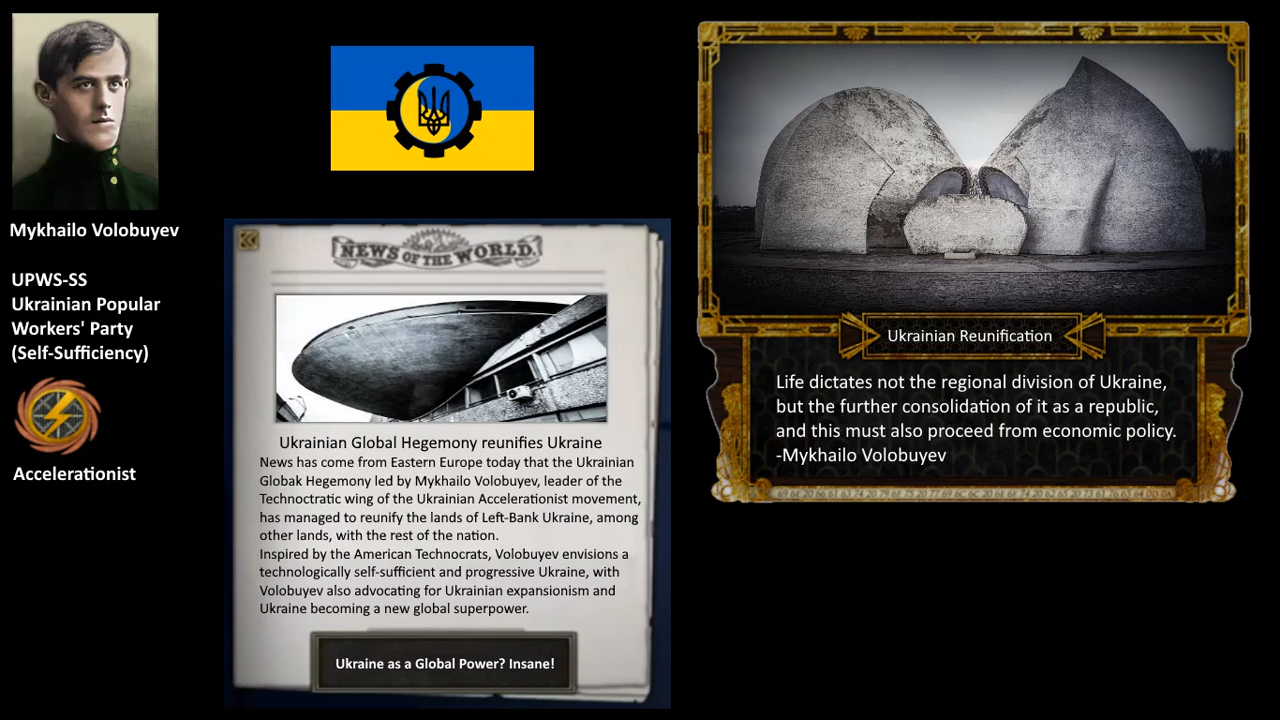 Mykhailo Volobuyev
UPWS-SS
Ukrainian Popular
Workers' Party
(Self-Sufficiency)
Accelerationist
NEWS OF THE WORLD.
Ukrainian Global Hegemony reunifies Ukraine
News has come from Eastern Europe today that the Ukrainian
Globak Hegemony led by Mykhailo Volobuyev, leader of the
Technoctratic wing of the Ukrainian Accelerationist movement,
has managed to reunify the lands of Left-Bank Ukraine, among
other lands, with the rest of the nation.
Inspired by the American Technocrats, Volobuyev envisions a
technologically self-sufficient and progressive Ukraine, with
Volobuyev also advocating for Ukrainian expansionism and
Ukraine becoming a new global superpower.
Ukraine as a Global Power? Insane!
Ukrainian Reunification
Life dictates not the regional division of Ukraine,
but the further consolidation of it as a republic,
and this must also proceed from economic policy.
-Mykhailo Volobuyev